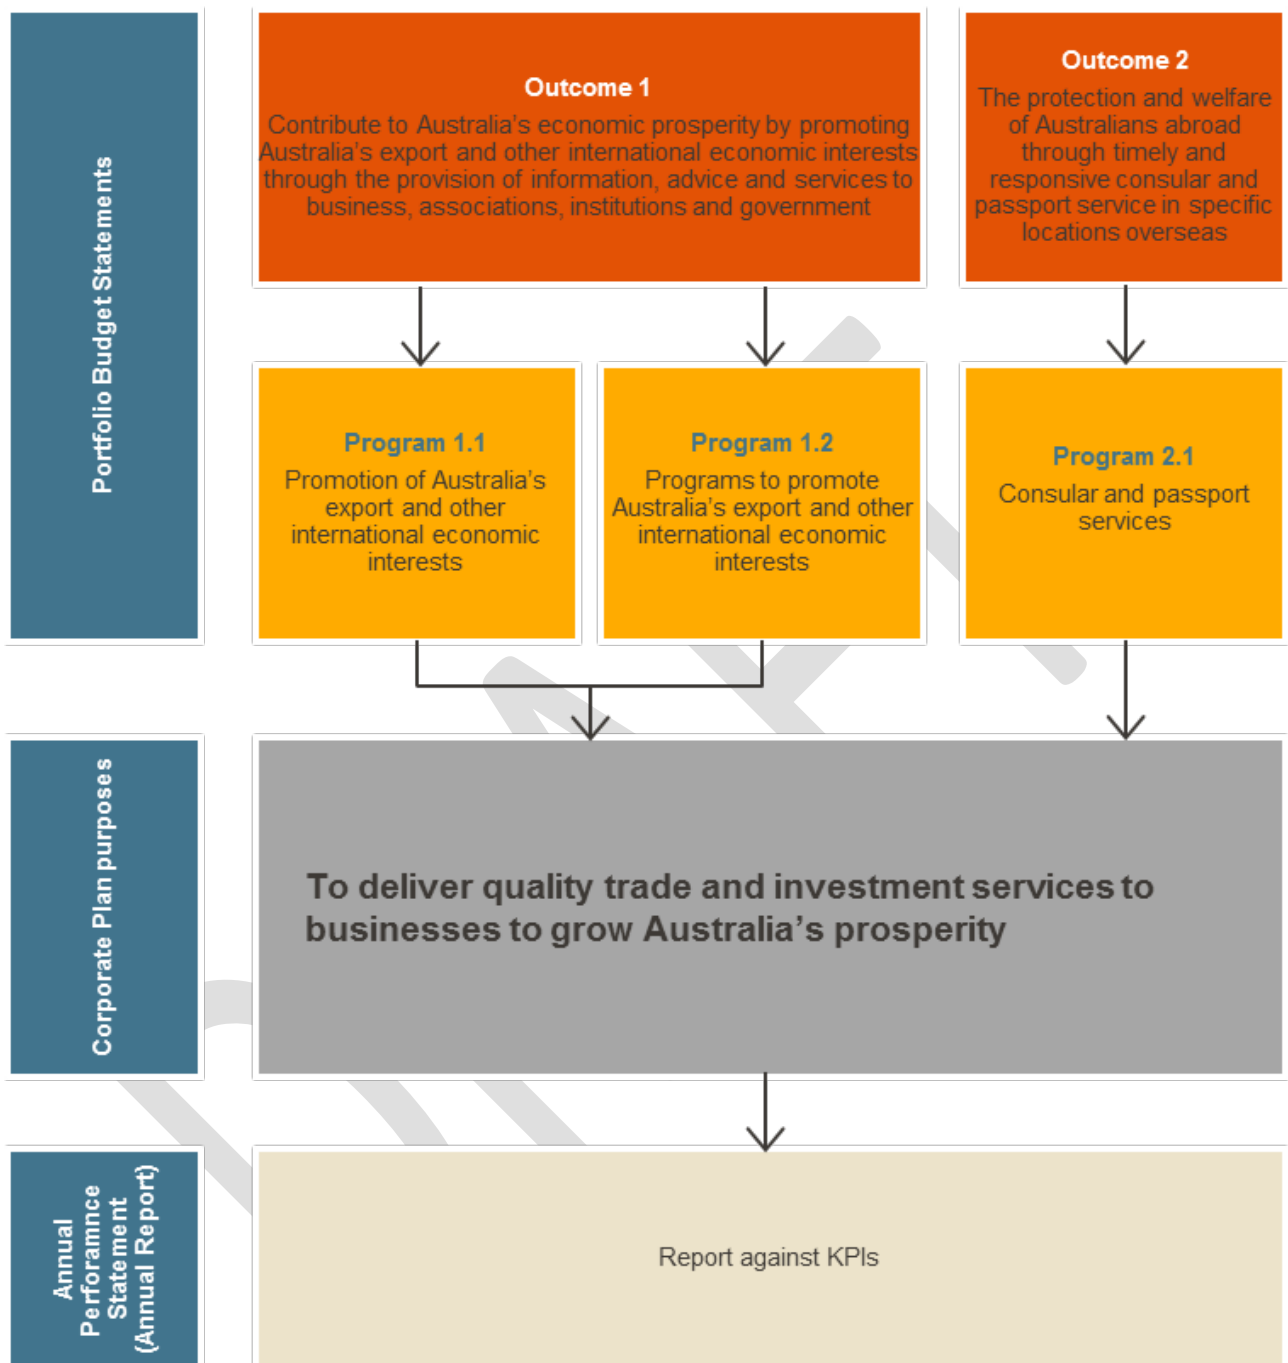 Portfolio Budget Statements
Outcome 1
Contribute to Australia's economic prosperity by promoting
Australia's export and other international economic interests
through the provision of information, advice and services to
business, associations, institutions and government
Outcome 2
The protection and welfare
of Australians abroad
through timely and
responsive consular and
passport service in specific
locations overseas
Program 1.1
Promotion of Australia's
export and other
international economic
interests
Program 1.2
Programs to promote
Australia's export and other
international economic
interests
Program 2.1
Consular and passport
services
Corporate Plan purposes
To deliver quality trade and investment services to
businesses to grow Australia's prosperity
Annual
Perforamnce
Statement
(Annual Report)
Report against KPIs
DRAFT